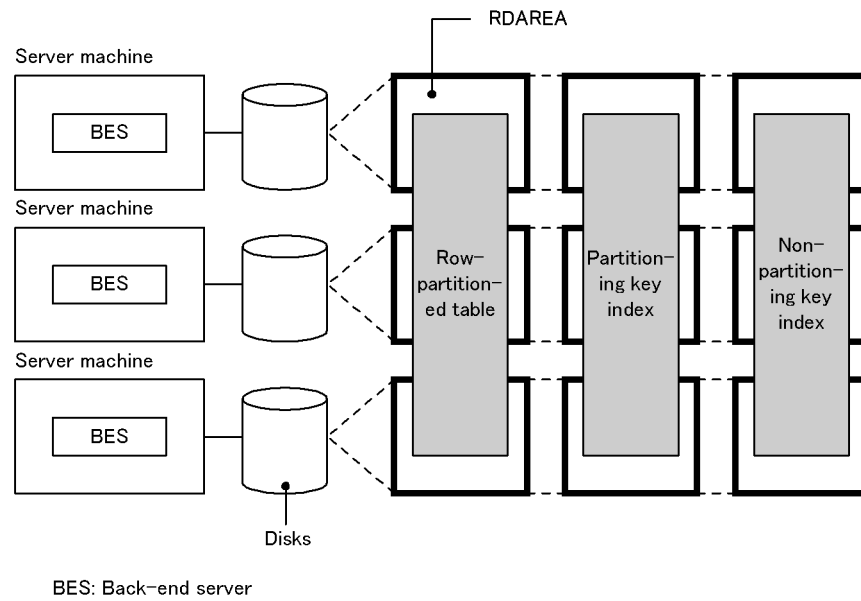 RDAREA
Server machine
BES
Server machine
BES
Row-
partition-
ed table
Partition-
ing key
index
Non-
partition-
ing key
index
Server machine
BES
Disks
BES: Back-end server